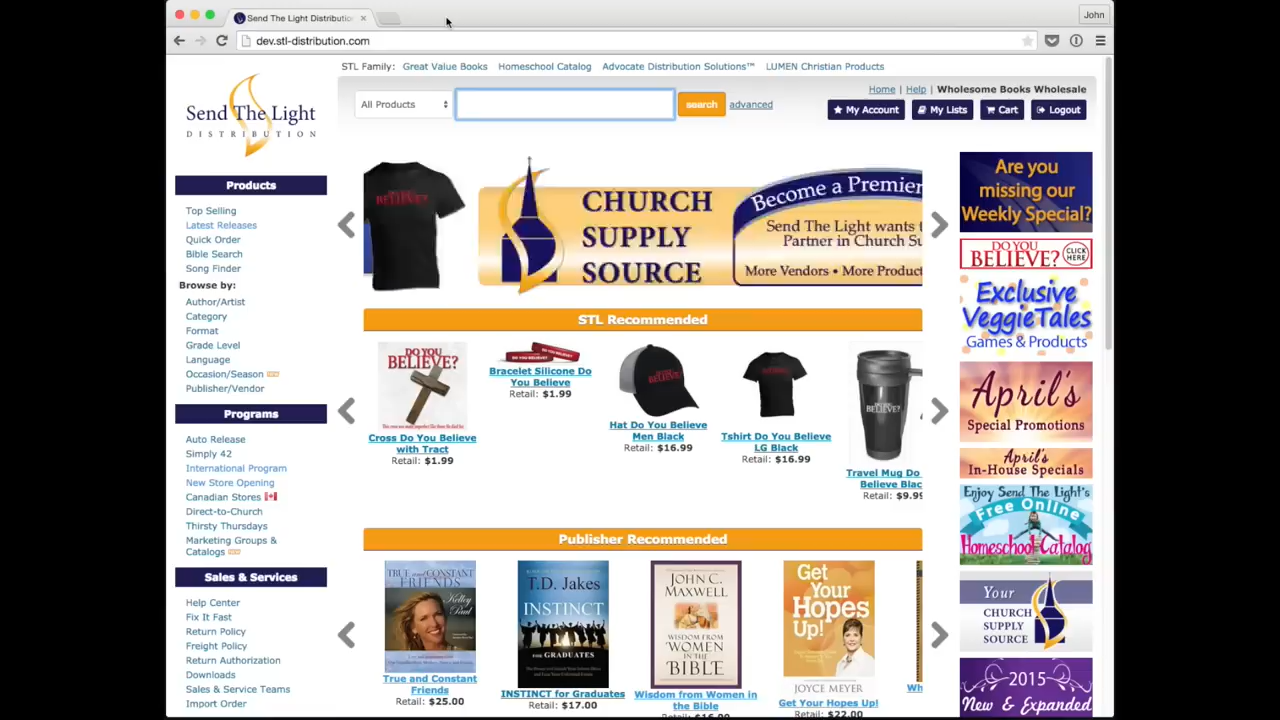 Send The Light Distributio
John
dev.stl-distribution.com
STL Family: Great Value Books Homeschool Catalog Advocate Distribution Solutions™ LUMEN Christian Products
Home | Help | Wholesome Books Wholesale
All Products search advanced
My Account My Lists Cart Logout
Send The Light
DISTRIBUTION
Products
Top Selling
Latest Releases
Quick Order
Bible Search
Song Finder
Browse by:
Author/Artist
Category
Format
Grade Level
Language
Occasion/Season
Publisher/Vendor
Programs
Auto Release
Simply 42
International Program
New Store Opening
Canadian Stores
Direct-to-Church
Thirsty Thursdays
Marketing Groups &
Catalogs
Sales & Services
Help Center
Fix It Fast
Return Policy
Freight Policy
Return Authorization
Downloads
Sales & Service Teams
Import Order
BELIEVE?
CHURCH
SUPPLY
SOURCE
Become a Premier
Send The Light wants t
Partner in Church Su
More Vendors • More Product
STL Recommended
DO YOU
BELIEVE?
Cross Do You Believe
with Tract
Retail: $1.99
Bracelet Silicone Do
You Believe
Retail: $1.99
Hat Do You Believe
Men Black
Retail: $16.99
Tshirt Do You Believe
LG Black
Retail: $16.99
BELIEVE?
Travel Mug Do
Believe Blac
Retail: $9.99
Publisher Recommended
TRUE and CONSTANT
FRIENDS
Kelley
Paul
True and Constant
Friends
Retail: $25.00
T.D. Jakes
INSTINCT
FOR GRADUATES
INSTINCT for Graduates
Retail: $17.00
JOHN C.
MAXWELL
WISDOM FROM
WOMEN
IN THE
BIBLE
Wisdom from Women in
the Bible
Retail: $16.99
Get
Your
Hopes
Up!
JOYCE MEYER
Get Your Hopes Up!
Retail: $22.00
Wh
Are you
missing our
Weekly Special?
DO YOU
BELIEVE?
CLICK
HERE
Exclusive
VeggieTales
Games & Products
April's
Special Promotions
April's
In-House Specials
Enjoy Send The Light's
Free Online
Homeschool Catalog
Your
CHURCH
SUPPLY
SOURCE
2015
New & Expanded